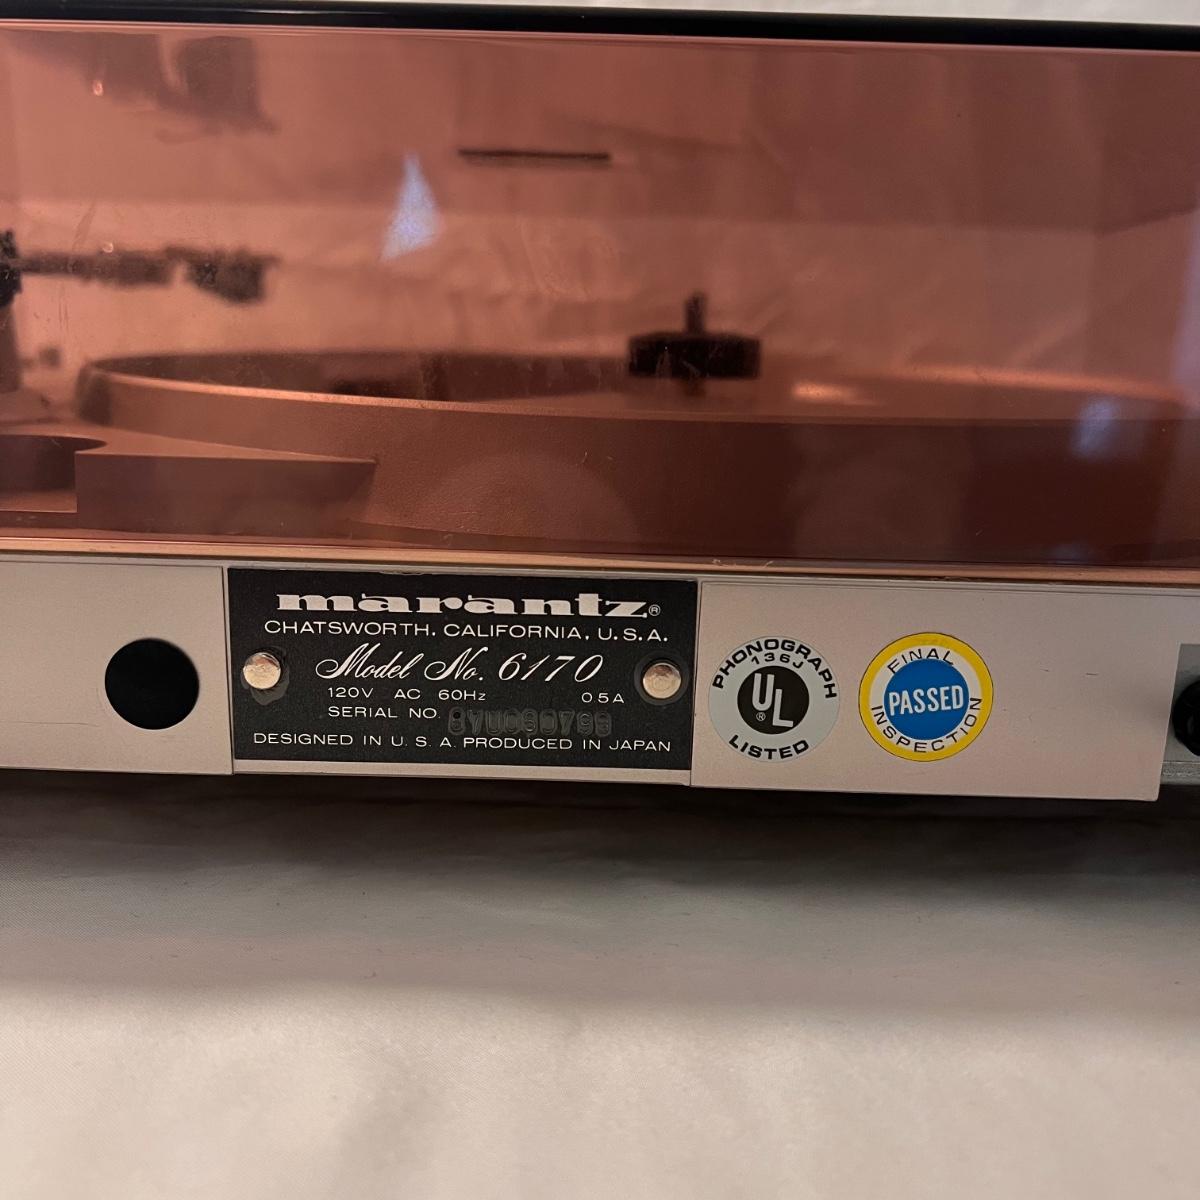 marantz®
CHATSWORTH, CALIFORNIA, U.S.A.
Model No. 6170
120V AC 60Hz 0.5A
SERIAL NO.
DESIGNED IN U.S.A. PRODUCED IN JAPAN
PHONOGRAPH
136J
UL®
LISTED
FINAL
PASSED
INSPECTION